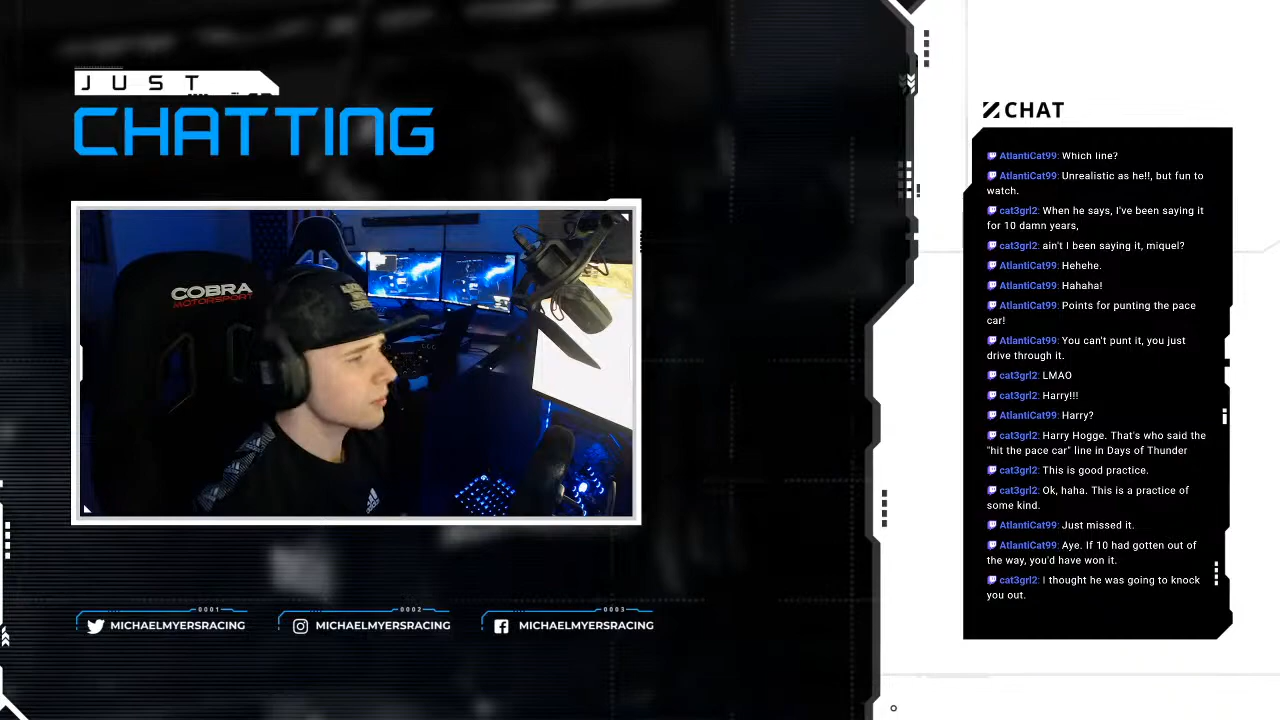 JUST
CHATTING
COBRA
MOTORSPORT
CHAT
AtlantiCat99: Which line?
AtlantiCat99: Unrealistic as he!!, but fun to
watch.
cat3grl2: When he says, I've been saying it
for 10 damn years,
cat3grl2: ain't I been saying it, miquel?
AtlantiCat99: Hehehe.
AtlantiCat99: Hahaha!
AtlantiCat99: Points for punting the pace
car!
AtlantiCat99: You can't punt it, you just
drive through it.
cat3grl2: LMAO
cat3grl2: Harry!!!
AtlantiCat99: Harry?
cat3grl2: Harry Hogge. That's who said the
"hit the pace car" line in Days of Thunder
cat3grl2: This is good practice.
cat3grl2: Ok, haha. This is a practice of
some kind.
AtlantiCat99: Just missed it.
AtlantiCat99: Aye. If 10 had gotten out of
the way, you'd have won it.
cat3grl2: I thought he was going to knock
you out.
0001
MICHAELMYERSRACING
0002
MICHAELMYERSRACING
0003
MICHAELMYERSRACING